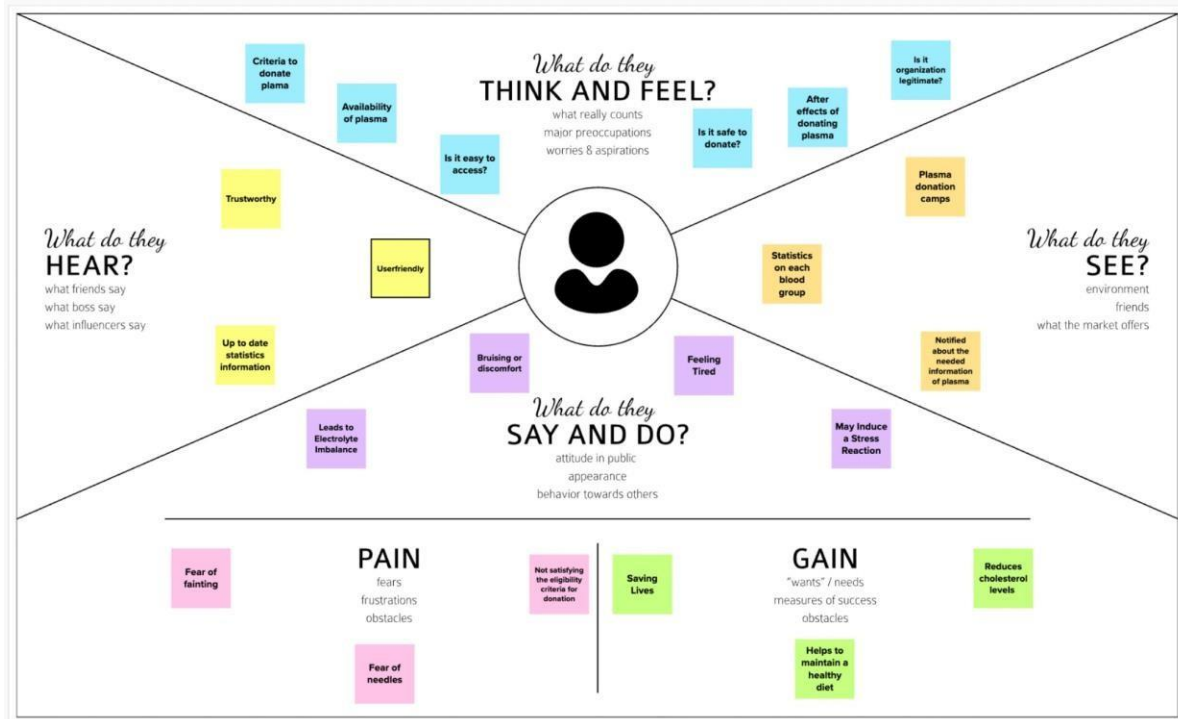 What do they
THINK AND FEEL?
what really counts
major preoccupations
worries & aspirations
Criteria to
donate
plama
Availability
of plasma
Is it easy to
access?
Is it safe to
donate?
After
effects of
donating
plasma
Is it
organization
legitimate?
What do they
HEAR?
what friends say
what boss say
what influencers say
Trustworthy
Userfriendly
Up to date
statistics
information
What do they
SEE?
environment
friends
what the market offers
Plasma
donation
camps
Statistics
on each
blood
group
Notified
about the
needed
information
of plasma
What do they
SAY AND DO?
attitude in public
appearance
behavior towards others
Bruising or
discomfort
Feeling
Tired
Leads to
Electrolyte
Imbalance
May Induce
a Stress
Reaction
PAIN
fears
frustrations
obstacles
Fear of
fainting
Not satisfying
the eligibility
criteria for
donation
Fear of
needles
GAIN
"wants" / needs
measures of success
obstacles
Saving
Lives
Reduces
cholesterol
levels
Helps to
maintain a
healthy
diet